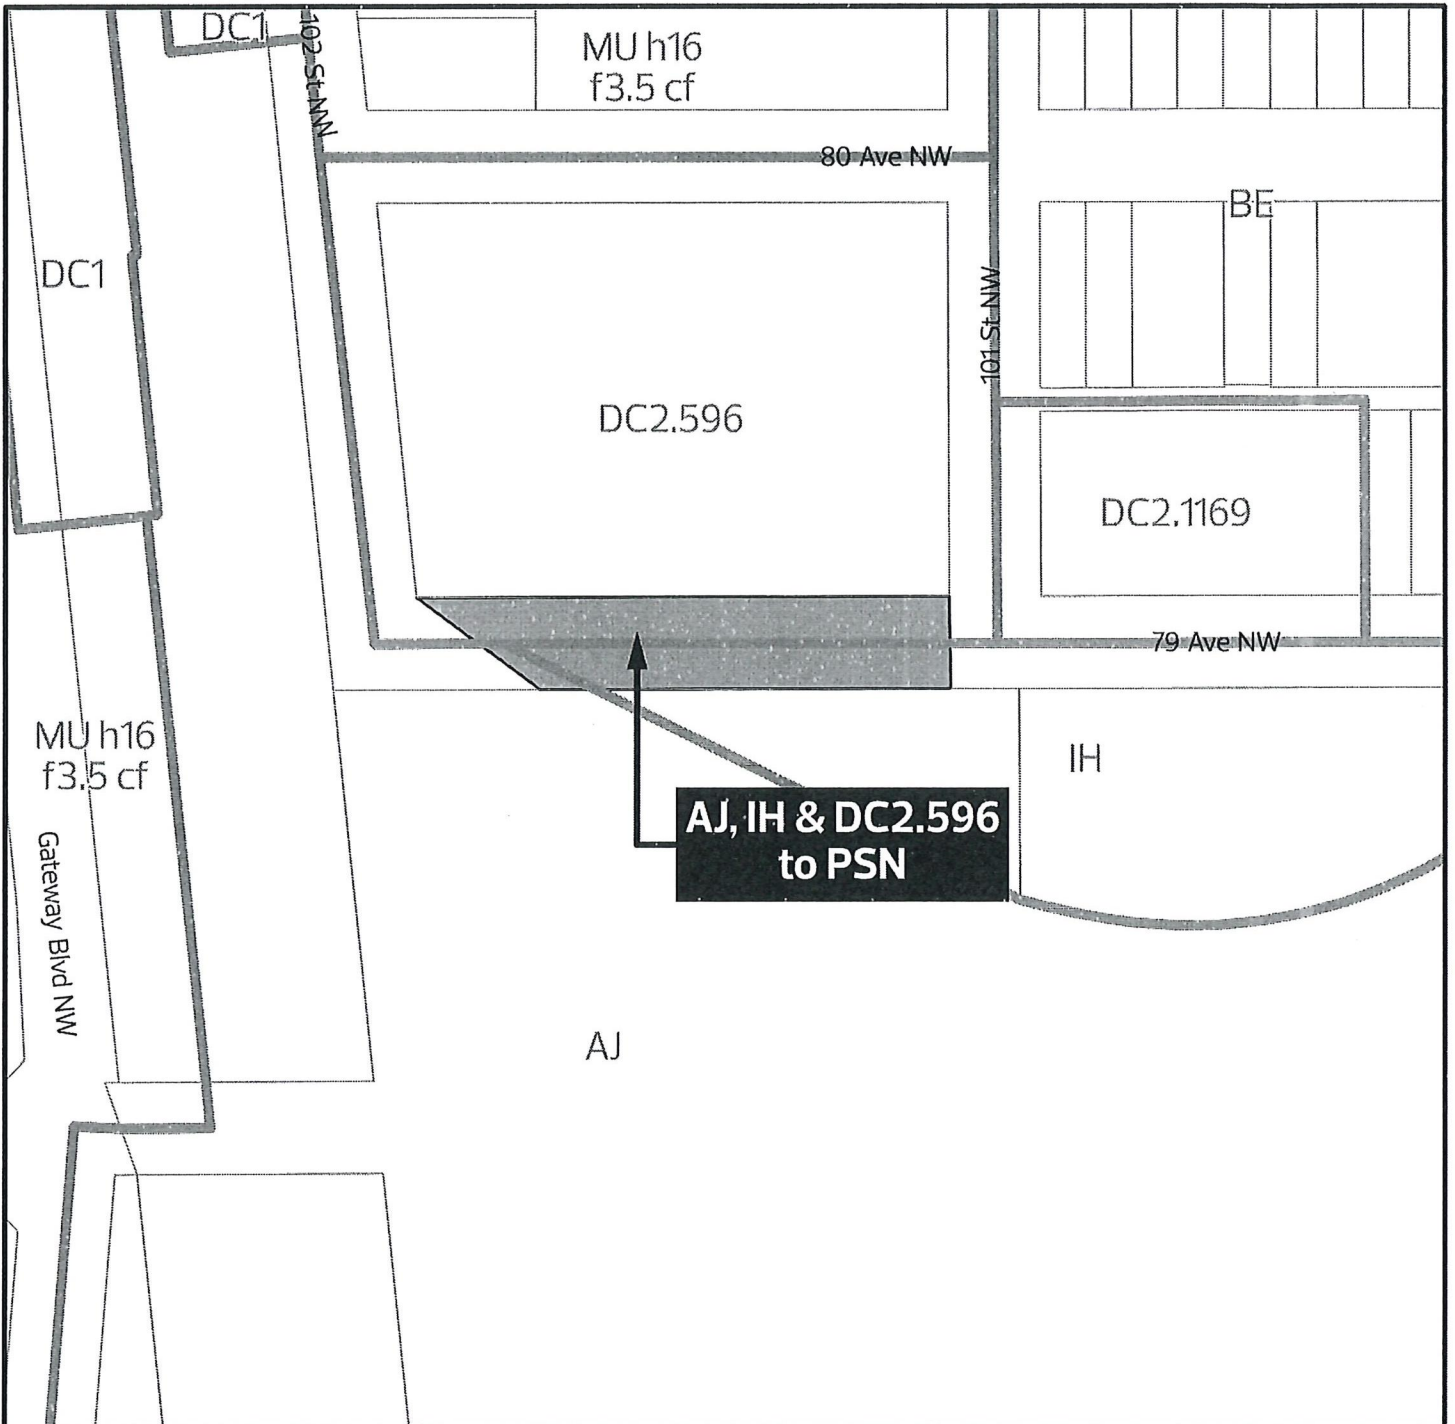 DC1
102 St NW
MU h16
f3.5 cf
80 Ave NW
BE
DC1
101 St NW
DC2.596
DC2.1169
79 Ave NW
MU h16
f3.5 cf
IH
AJ, IH & DC2.596
to PSN
Gateway Blvd NW
AJ